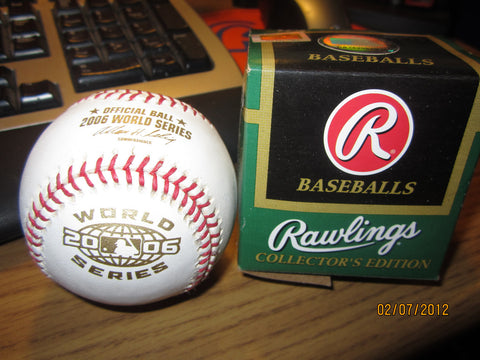 OFFICIAL BALL
2006 WORLD SERIES
COMMISSIONER
WORLD
2006
SERIES
BASEBALLS
R
BASEBALLS
Rawlings
COLLECTOR'S EDITION
02/07/2012